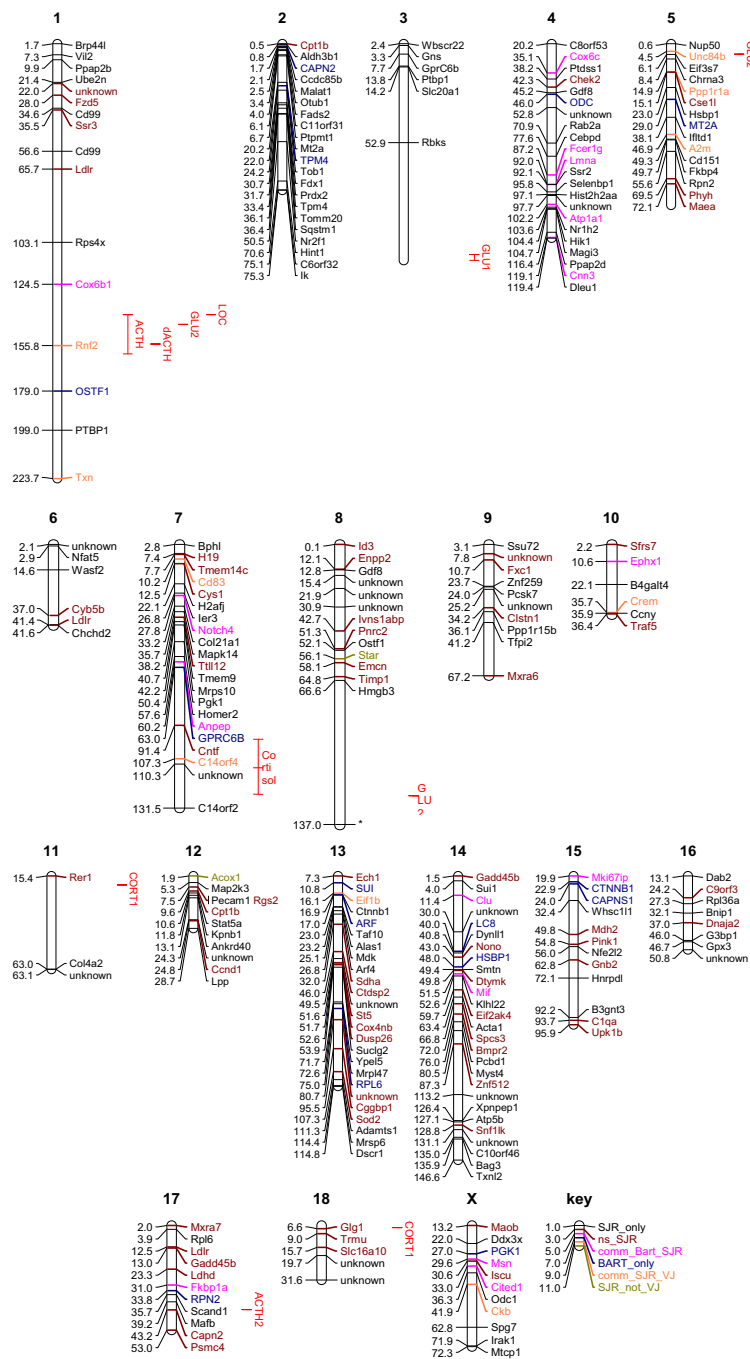 1
1.7 Brp44l
7.3 Vil2
9.9 Ppap2b
21.4 Ube2n
22.0 unknown
28.0 Fzd5
34.6 Cd99
35.5 Ssr3
56.6 Cd99
65.7 Ldlr
103.1 Rps4x
124.5 Cox6b1
155.8 Rnf2
179.0 OSTF1
199.0 PTBP1
223.7 Txn
ACTH
dACTH
GLU2
LOC
2
0.5 Cpt1b
0.8 Aldh3b1
1.7 CAPN2
2.1 Ccdc85b
2.5 Malat1
3.4 Otub1
4.0 Fads2
6.1 C11orf31
6.7 Ptpmt1
20.2 Mt2a
22.0 TPM4
24.2 Tob1
30.7 Fdx1
31.7 Prdx2
33.4 Tpm4
36.1 Tomm20
36.4 Sqstm1
50.5 Nr2f1
70.6 Hint1
75.1 C6orf32
75.3 Ik
3
2.4 Wbscr22
3.3 Gns
7.7 GprC6b
13.8 Ptbp1
14.2 Slc20a1
52.9 Rbks
GLU1
4
20.2 C8orf53
35.1 Cox6c
38.2 Ptdss1
42.3 Chek2
45.2 Gdf8
46.0 ODC
52.8 unknown
70.9 Rab2a
77.6 Cebpd
87.2 Fcer1g
92.0 Lmna
92.1 Ssr2
95.8 Selenbp1
97.1 Hist2h2aa
97.7 unknown
102.2 Atp1a1
103.6 Nr1h2
104.4 Hik1
104.7 Magi3
116.4 Ppap2d
119.1 Cnn3
119.4 Dleu1
5
0.6 Nup50
4.5 Unc84b
6.1 Eif3s7
8.4 Chrna3
14.9 Ppp1r1a
15.1 Cse1l
23.0 Hsbp1
29.0 MT2A
38.1 Ifltd1
46.9 A2m
49.3 Cd151
49.7 Fkbp4
55.6 Rpn2
69.5 Phyh
72.1 Maea
6
2.1 unknown
2.9 Nfat5
14.6 Wasf2
37.0 Cyb5b
41.4 Ldlr
41.6 Chchd2
7
2.8 Bphl
7.4 H19
7.7 Tmem14c
10.2 Cd83
12.5 Cys1
22.1 H2afj
26.8 Ier3
27.8 Notch4
33.2 Col21a1
35.7 Mapk14
38.2 Ttll12
40.7 Tmem9
42.2 Mrps10
50.4 Pgk1
57.6 Homer2
60.2 Anpep
63.0 GPRC6B
91.4 Cntf
107.3 C14orf4
110.3 unknown
131.5 C14orf2
Co
rti
sol
8
0.1 Id3
12.1 Enpp2
12.8 Gdf8
15.4 unknown
21.9 unknown
30.9 unknown
42.7 Ivns1abp
51.3 Pnrc2
52.1 Ostf1
56.1 Star
58.1 Emcn
64.8 Timp1
66.6 Hmgb3
137.0 *
G
LU
9
3.1 Ssu72
7.8 unknown
10.7 Fxc1
23.7 Znf259
24.0 Pcsk7
25.2 unknown
34.2 Clstn1
36.1 Ppp1r15b
41.2 Tfpi2
67.2 Mxra6
10
2.2 Sfrs7
10.6 Ephx1
22.1 B4galt4
35.7 Crem
35.9 Ccny
36.4 Traf5
11
15.4 Rer1
63.0 Col4a2
63.1 unknown
CORT1
12
1.9 Acox1
5.3 Map2k3
7.5 Pecam1 Rgs2
9.6 Cpt1b
10.6 Stat5a
11.8 Kpnb1
13.1 Ankrd40
24.3 unknown
24.8 Ccnd1
28.7 Lpp
13
7.3 Ech1
10.8 SUI
16.1 Eif1b
16.9 Ctnnb1
17.0 ARF
23.0 Taf10
23.2 Alas1
25.1 Mdk
26.8 Arf4
32.0 Sdha
46.0 Ctdsp2
49.5 unknown
51.6 St5
51.7 Cox4nb
52.6 Dusp26
53.9 Suclg2
71.7 Ypel5
72.6 Mrpl47
75.0 RPL6
80.7 unknown
95.5 Cggbp1
107.3 Sod2
111.3 Adamts1
114.4 Mrsp6
114.8 Dscr1
14
1.5 Gadd45b
4.0 Sui1
11.4 Clu
30.0 unknown
40.0 LC8
40.8 Dynll1
43.0 Nono
48.0 HSBP1
49.4 Smtn
49.8 Dtymk
51.5 Mif
52.6 Klhl22
59.7 Eif2ak4
63.4 Acta1
66.8 Spcs3
72.0 Bmpr2
76.0 Pcbd1
80.5 Myst4
87.3 Znf512
113.2 unknown
126.4 Xpnpep1
127.1 Atp5b
128.8 Snf1lk
131.1 unknown
135.0 C10orf46
135.9 Bag3
146.6 Txnl2
15
19.9 Mki67ip
22.9 CTNNB1
24.0 CAPNS1
32.4 Whsc1l1
49.8 Mdh2
54.8 Pink1
56.0 Nfe2l2
62.8 Gnb2
72.1 Hnrpdl
92.2 B3gnt3
93.7 C1qa
95.9 Upk1b
16
13.1 Dab2
24.2 C9orf3
27.3 Rpl36a
32.1 Bnip1
37.0 Dnaja2
46.0 G3bp1
46.7 Gpx3
50.8 unknown
17
2.0 Mxra7
3.9 Rpl6
12.5 Ldlr
13.0 Gadd45b
23.3 Ldhd
31.0 Fkbp1a
33.8 RPN2
35.7 Scand1
39.2 Mafb
43.2 Capn2
53.0 Psmc4
ACTH2
18
6.6 Glg1
9.0 Trmu
15.7 Slc16a10
19.7 unknown
31.6 unknown
CORT1
X
13.2 Maob
22.0 Ddx3x
27.0 PGK1
29.6 Msn
30.6 Iscu
33.0 Cited1
36.3 Odc1
41.9 Ckb
62.8 Spg7
71.9 Irak1
72.3 Mtcp1
key
1.0 SJR_only
3.0 ns_SJR
5.0 comm_Bart_SJR
7.0 BART_only
9.0 comm_SJR_VJ
11.0 SJR_not_VJ